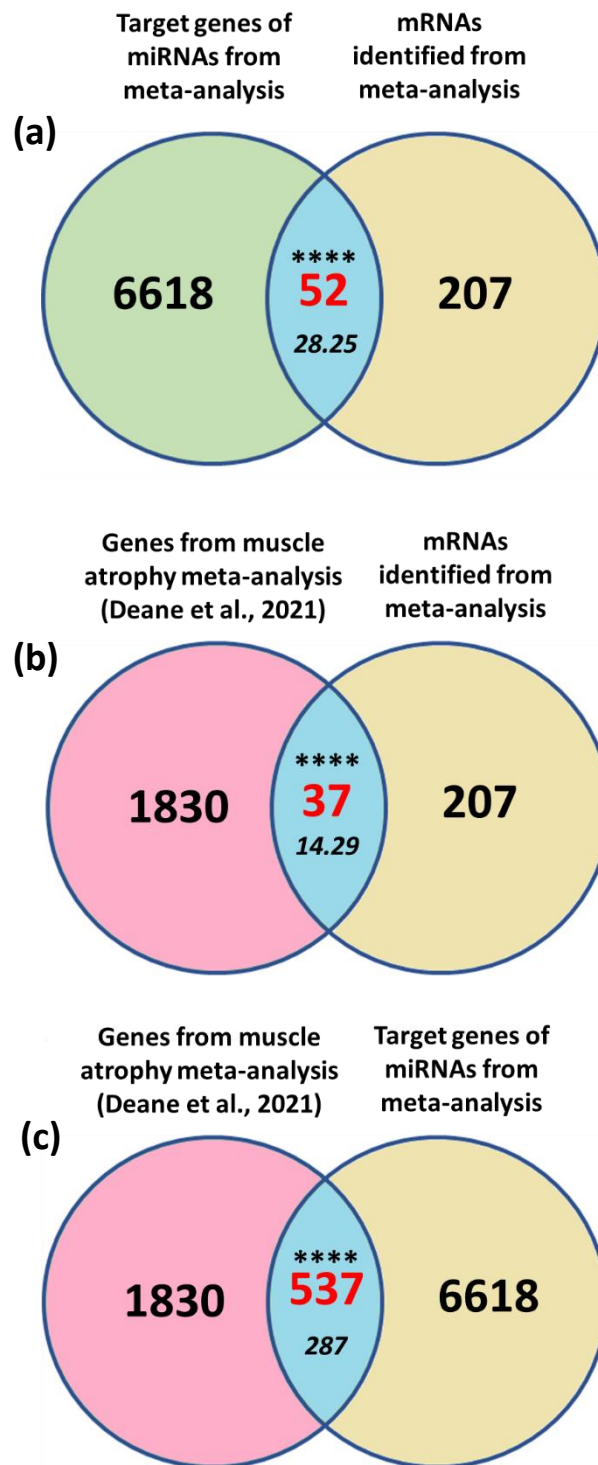 Target genes of
miRNAs from
meta-analysis
mRNAs
identified from
meta-analysis
(a)
6618
****
52
28.25
207
Genes from muscle
atrophy meta-analysis
(Deane et al., 2021)
mRNAs
identified from
meta-analysis
(b)
1830
****
37
14.29
207
Genes from muscle
atrophy meta-analysis
(Deane et al., 2021)
Target genes of
miRNAs from
meta-analysis
(c)
1830
****
537
287
6618